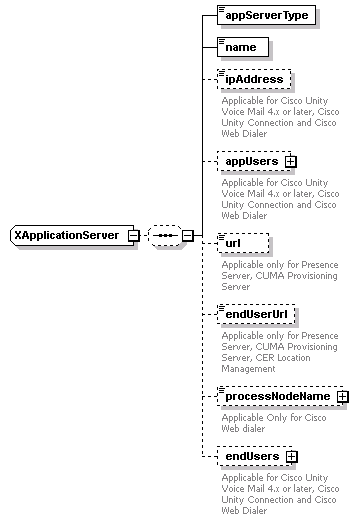 appServerType
name
ipAddress
Applicable for Cisco Unity
Voice Mail 4.x or later, Cisco
Unity Connection and Cisco
Web Dialer
appUsers
Applicable for Cisco Unity
Voice Mail 4.x or later, Cisco
Unity Connection and Cisco
Web Dialer
XApplicationServer
url
Applicable only for Presence
Server, CUMA Provisioning
Server
endUserUrl
Applicable only for Presence
Server, CUMA Provisioning
Server, CER Location
Management
processNodeName
Applicable Only for Cisco
Web dialer
endUsers
Applicable for Cisco Unity
Voice Mail 4.x or later, Cisco
Unity Connection and Cisco
Web Dialer